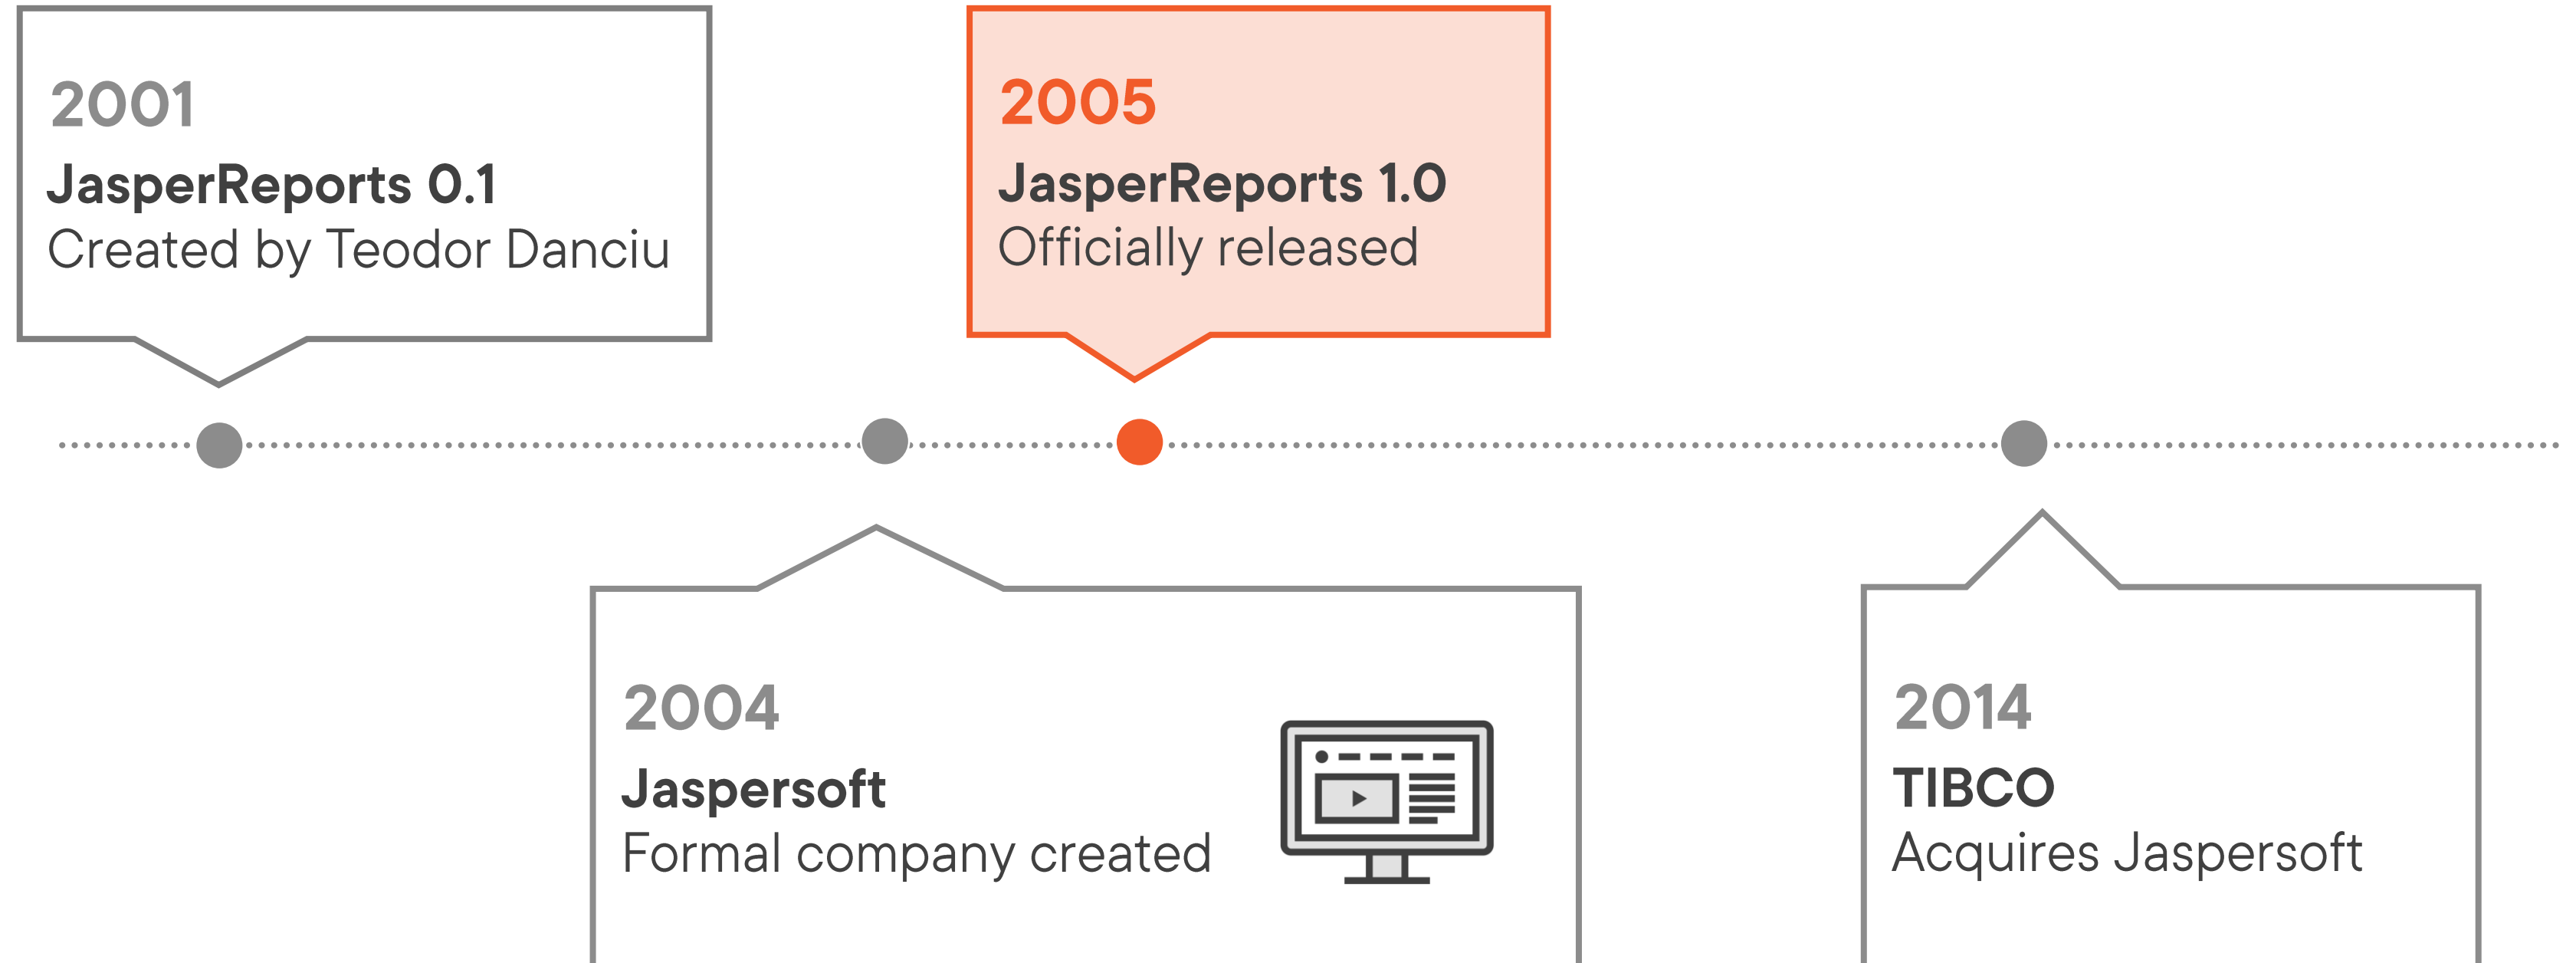 2001
JasperReports 0.1
Created by Teodor Danciu
2005
JasperReports 1.0
Officially released
2004
Jaspersoft
Formal company created
2014
TIBCO
Acquires Jaspersoft